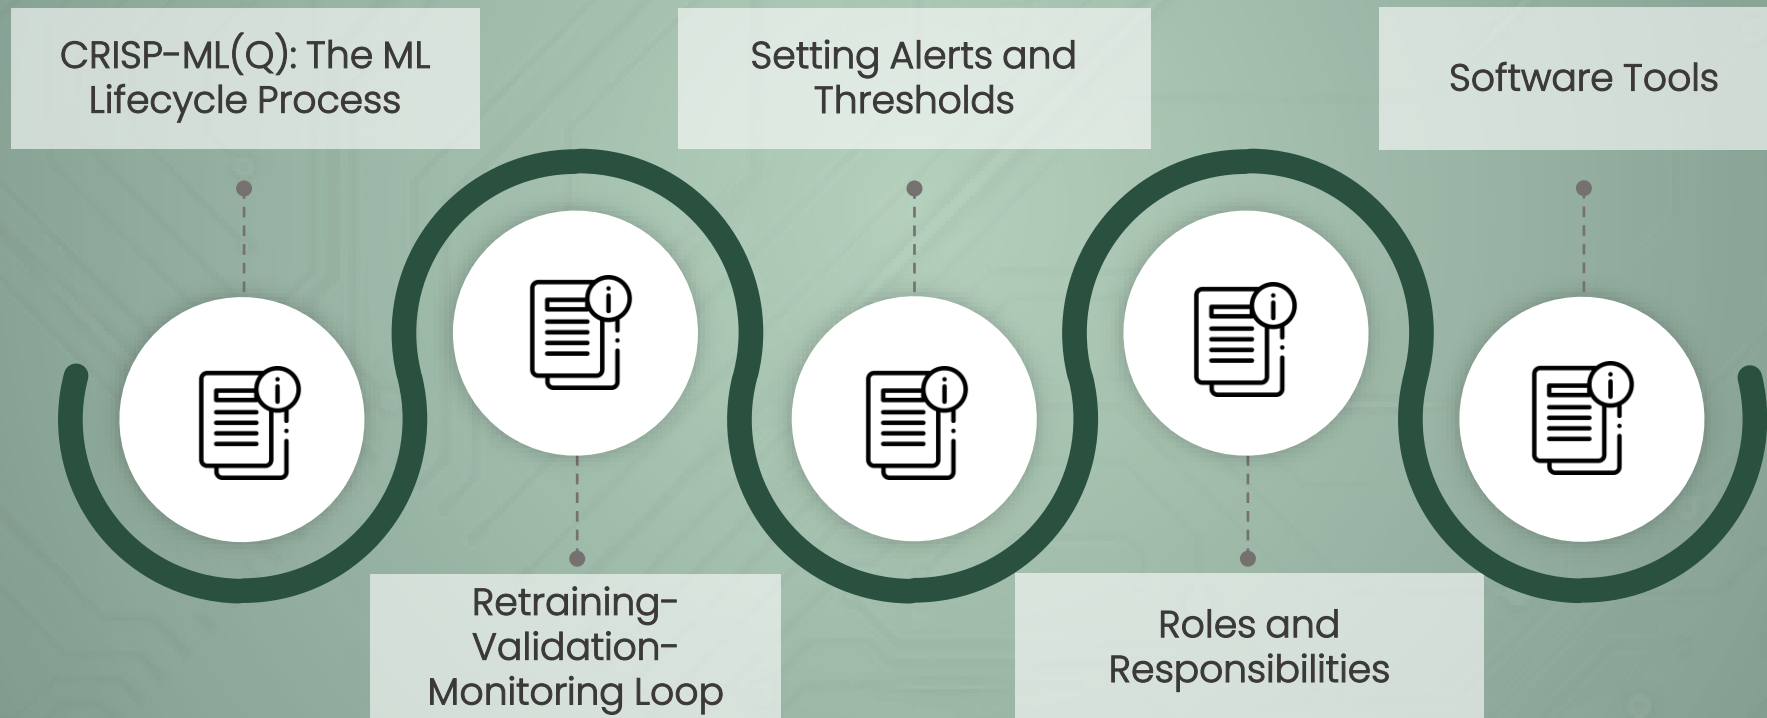 CRISP-ML(Q): The ML
Lifecycle Process
Retraining-
Validation-
Monitoring Loop
Setting Alerts and
Thresholds
Roles and
Responsibilities
Software Tools